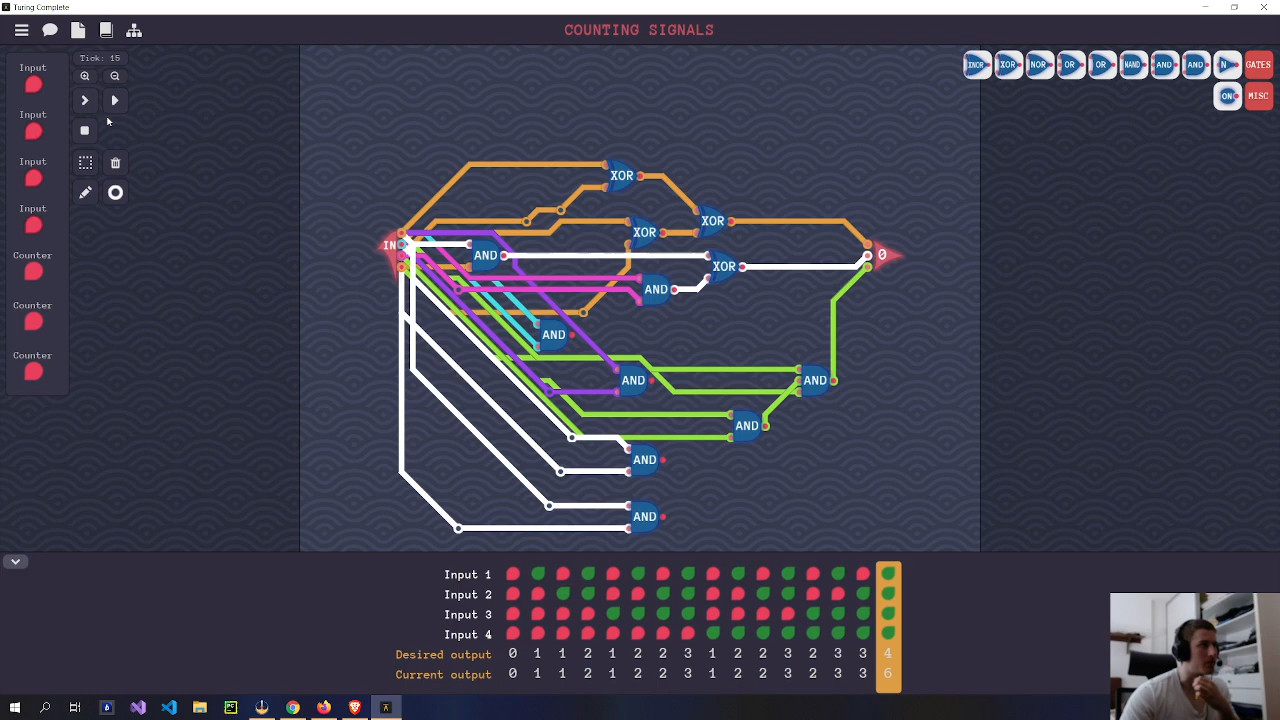 Turing Complete
COUNTING SIGNALS
Tick: 15
Input
Input
Input
Input
Counter
Counter
Counter
XNOR XOR NOR OR OR NAND AND AND N GATES
ON MISC
XOR
XOR
XOR
IN
AND
XOR
0
AND
AND
AND
AND
AND
AND
AND
Input 1
Input 2
Input 3
Input 4
Desired output 0 1 1 2 1 2 2 3 1 2 2 3 2 3 3 4
Current output 0 1 1 2 1 2 2 3 1 2 2 3 2 3 3 6